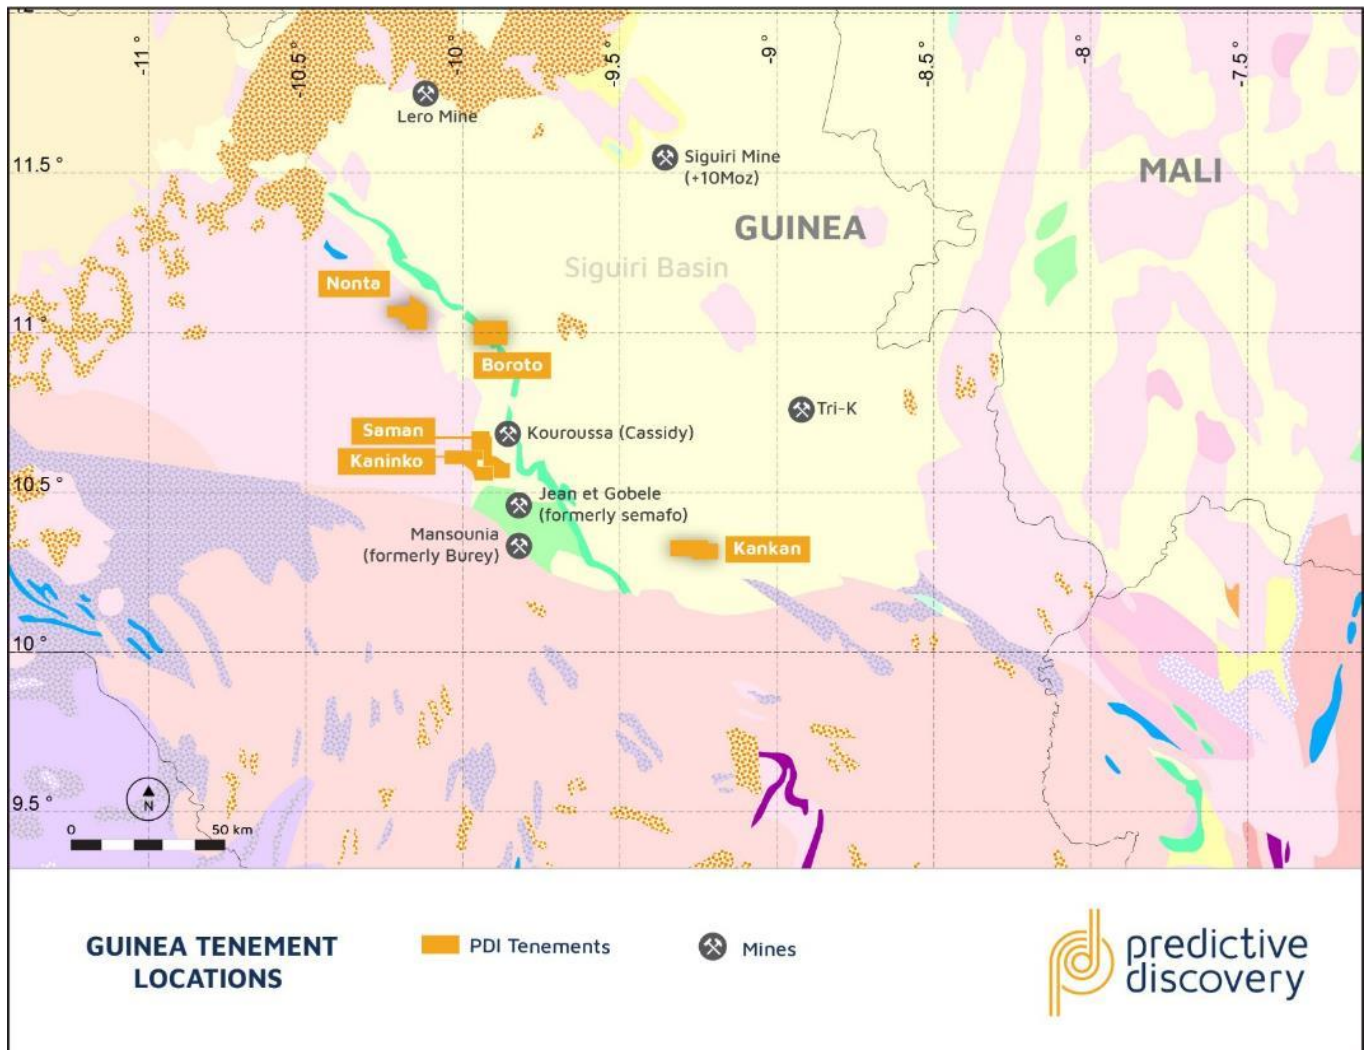 -11 °
-10.5 °
-10 °
-9.5 °
-9 °
-8.5 °
-8 °
-7.5 °
Lero Mine
11.5 °
Siguiri Mine
(+10Moz)
MALI
GUINEA
Siguiri Basin
Nonta
11 °
Boroto
Tri-K
Saman
Kouroussa (Cassidy)
Kaninko
10.5 °
Jean et Gobele
(formerly semafo)
Mansounia
(formerly Burey)
Kankan
10 °
9.5 °
N
0 50 km
GUINEA TENEMENT
LOCATIONS
PDI Tenements
Mines
predictive
discovery